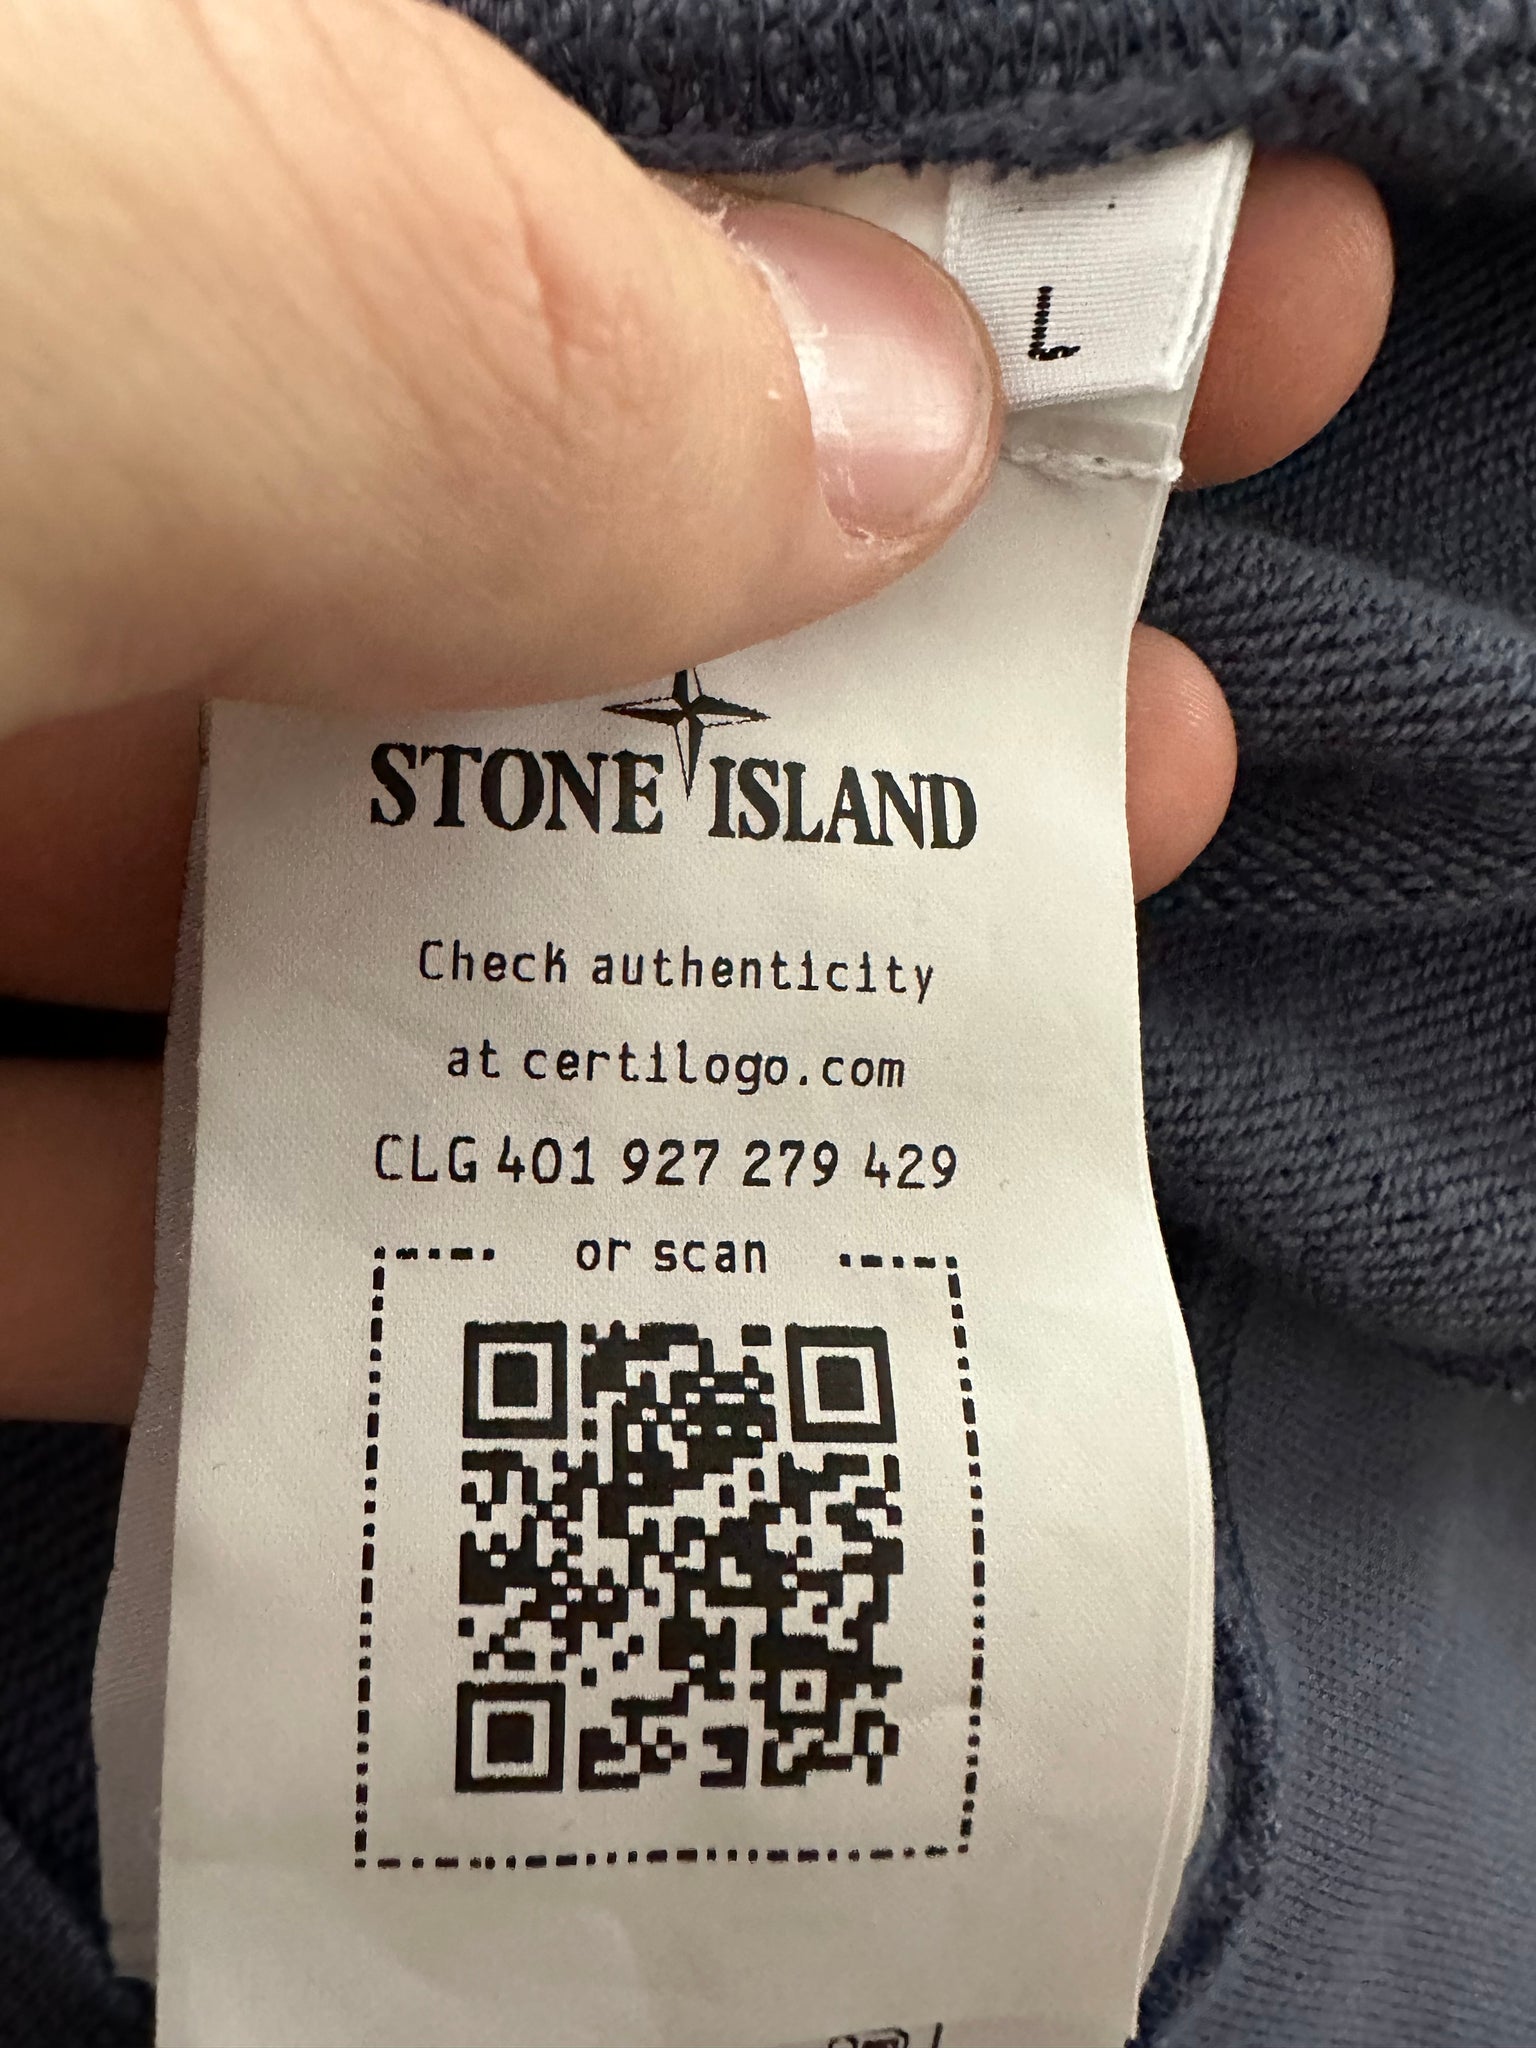 L
STONE ISLAND
Check authenticity
at certilogo.com
CLG 401 927 279 429
or scan